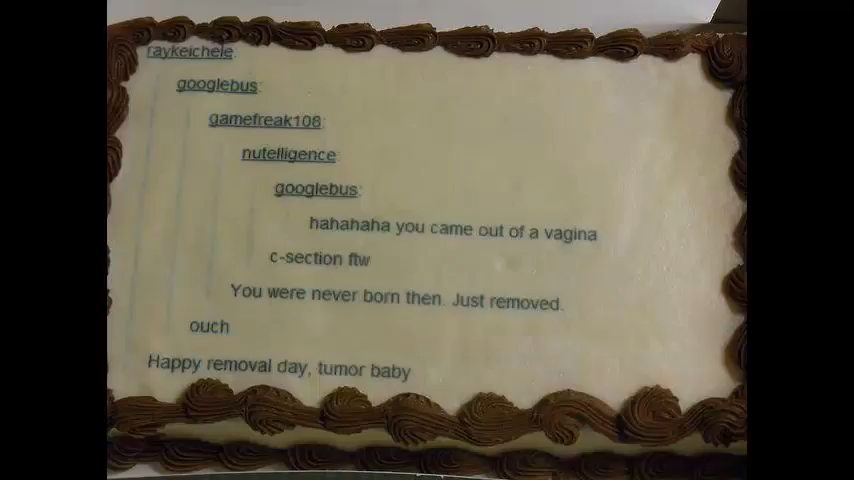 raykeichele:
googlebus:
gamefreak108:
nutelligence:
googlebus:
hahahaha you came out of a vagina
c-section ftw
You were never born then. Just removed.
ouch
Happy removal day, tumor baby